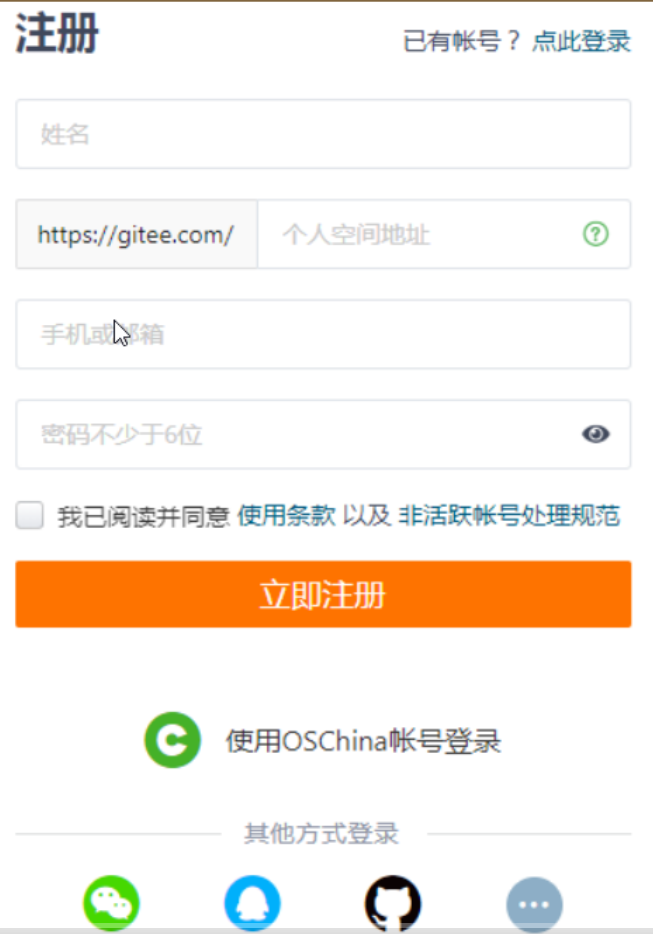 注册
已有帐号？ 点此登录
姓名
https://gitee.com/ 个人空间地址
手机或邮箱
密码不少于6位
我已阅读并同意 使用条款 以及 非活跃帐号处理规范
立即注册
使用OSChina帐号登录
其他方式登录